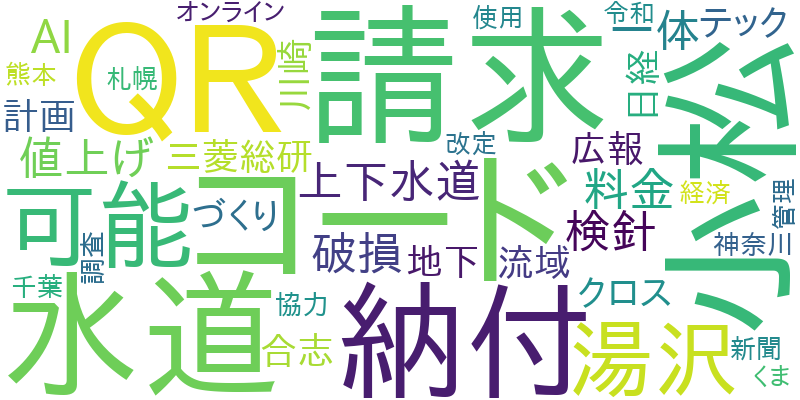 オンライン
使用
令和
AI
QR
請求
一体
テック
熊本
札幌
川崎
日経
小松
計画
値上げ
三菱総研
改定
広報
可能
コード
上下水道
料金
経済
づくり
破損
地下
流域
検針
管理
神奈川
調査
千葉
水道
協力
納付
クロス
合志
湯沢
新聞
くま